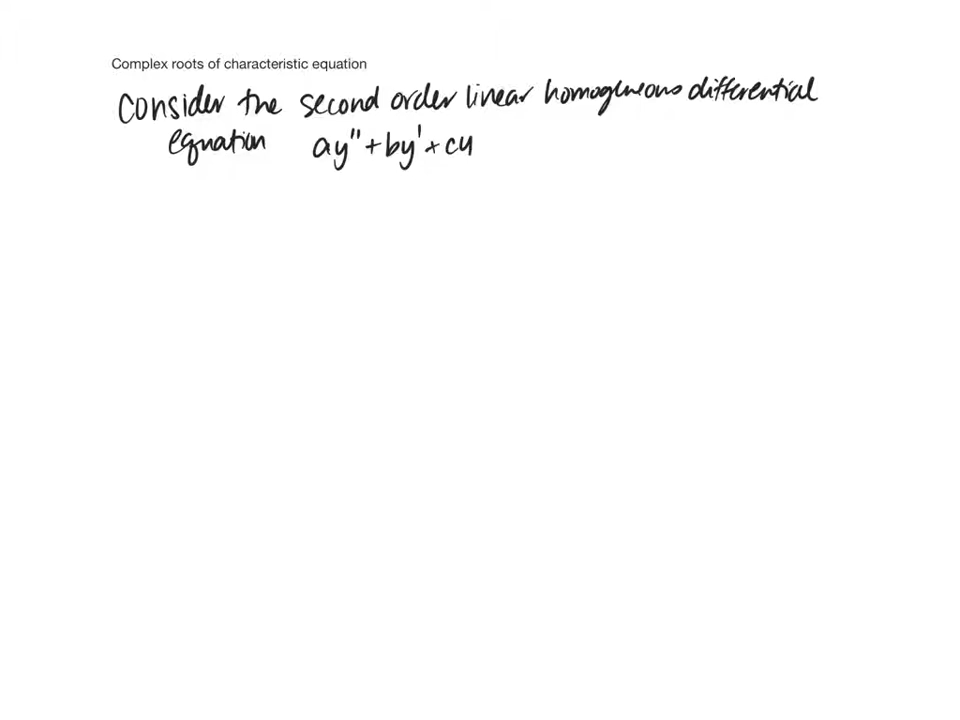 Complex roots of characteristic equation
Consider the second order linear homogeneous differential
equation ay" + by' + cy